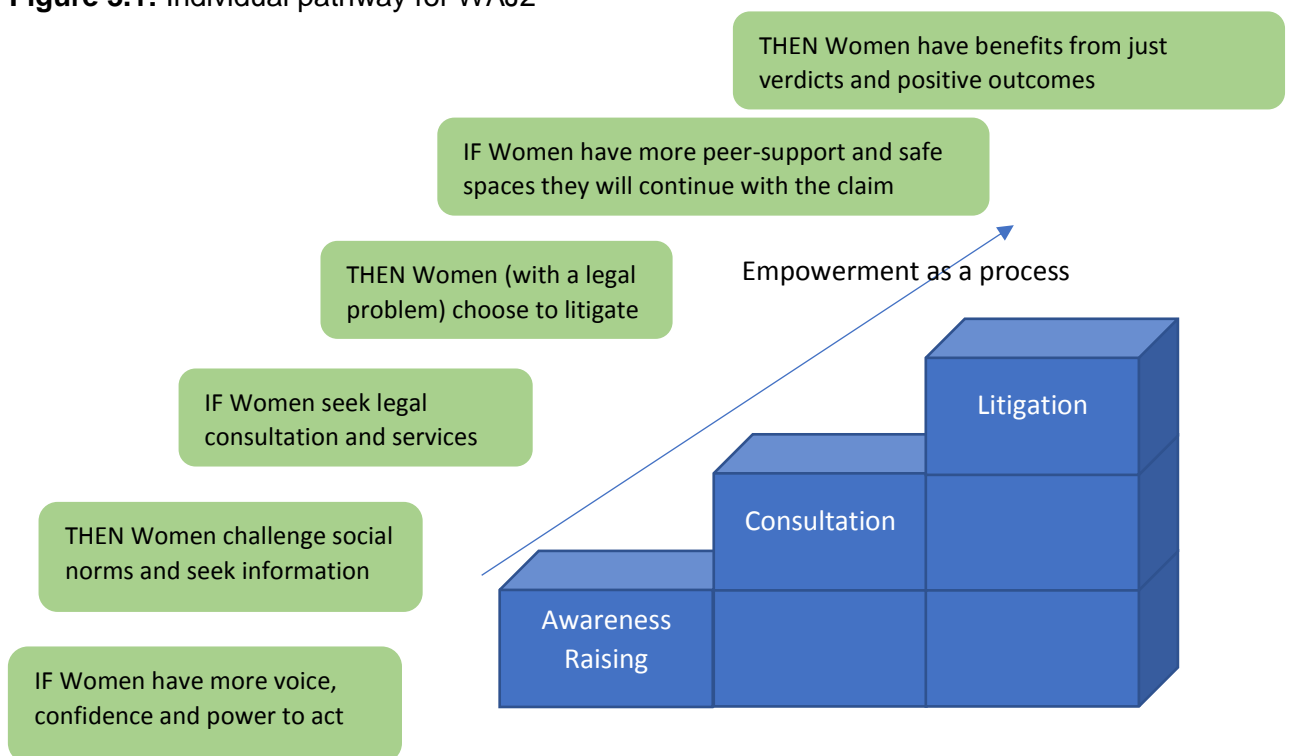 Figure 3.1: Individual pathway for WAJ2
THEN Women have benefits from just
verdicts and positive outcomes
IF Women have more peer-support and safe
spaces they will continue with the claim
THEN Women (with a legal
problem) choose to litigate
Empowerment as a process
IF Women seek legal
consultation and services
Litigation
THEN Women challenge social
norms and seek information
Consultation
Awareness
Raising
IF Women have more voice,
confidence and power to act